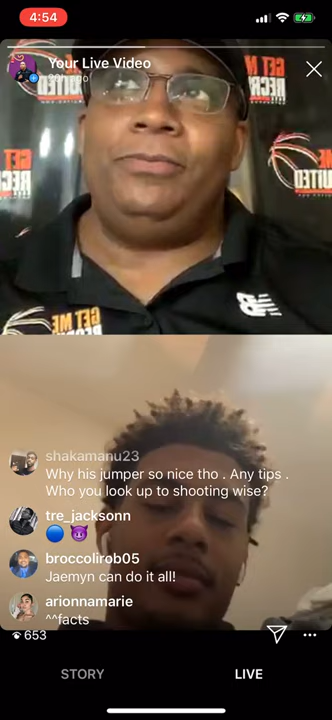 4:54
Your Live Video
GET ME
shakamanu23
Why his jumper so nice tho . Any tips .
Who you look up to shooting wise?
tre_jacksonn
broccolirob05
Jaemyn can do it all!
arionnamarie
^^facts
653
STORY LIVE